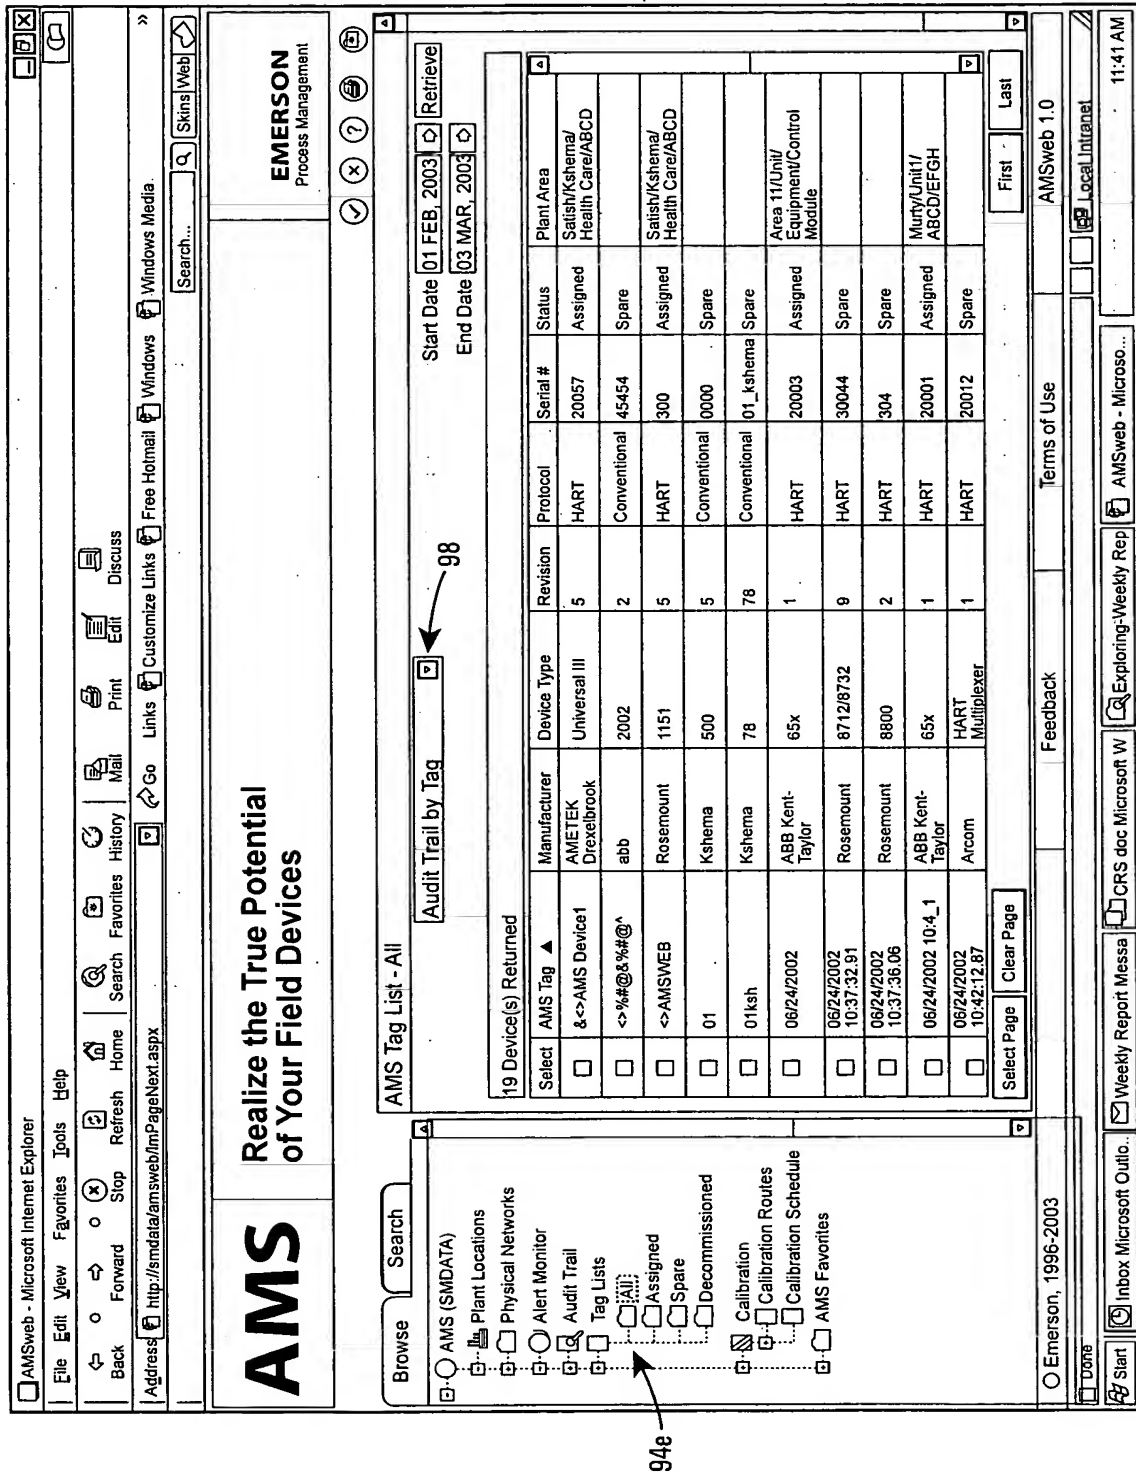 AMSweb - Microsoft Internet Explorer
File Edit View Favorites Tools Help
Back Forward Stop Refresh Home Search Favorites History Mail Print Edit Discuss
Address http://smdata/amsweb/ImPageNext.aspx Go Links Customize Links Free Hotmail Windows Windows Media »
Search... Skins Web
AMS
Realize the True Potential
of Your Field Devices
EMERSON
Process Management
Browse Search
AMS (SMDATA)
Plant Locations
Physical Networks
Alert Monitor
Audit Trail
Tag Lists
All
Assigned
Spare
Decommissioned
Calibration
Calibration Routes
Calibration Schedule
AMS Favorites
94e
AMS Tag List - All
Audit Trail by Tag
98
Start Date 01 FEB, 2003 Retrieve
End Date 03 MAR, 2003
19 Device(s) Returned
Select AMS Tag ▲ Manufacturer Device Type Revision Protocol Serial # Status Plant Area
&<>AMS Device1 AMETEK Drexelbrook Universal III 5 HART 20057 Assigned Satish/Kshema/ Health Care/ABCD
<>%#@&%#@^ abb 2002 2 Conventional 45454 Spare
<>AMSWEB Rosemount 1151 5 HART 300 Assigned Satish/Kshema/ Health Care/ABCD
01 Kshema 500 5 Conventional 0000 Spare
01ksh Kshema 78 78 Conventional 01_kshema Spare
06/24/2002 ABB Kent-Taylor 65x 1 HART 20003 Assigned Area 11/Unit/ Equipment/Control Module
06/24/2002 10:37:32.91 Rosemount 8712/8732 9 HART 30044 Spare
06/24/2002 10:37:36.06 Rosemount 8800 2 HART 304 Spare
06/24/2002 10:4_1 ABB Kent-Taylor 65x 1 HART 20001 Assigned Murty/Unit1/ ABCD/EFGH
06/24/2002 10:42:12.87 Arcom HART Multiplexer 1 HART 20012 Spare
Select Page Clear Page First Last
Emerson, 1996-2003 Feedback Terms of Use AMSweb 1.0
Done Local Intranet
Start Inbox Microsoft Outlo.. Weekly Report Messa CRS doc Microsoft W Exploring-Weekly Rep AMSweb - Microso... 11:41 AM